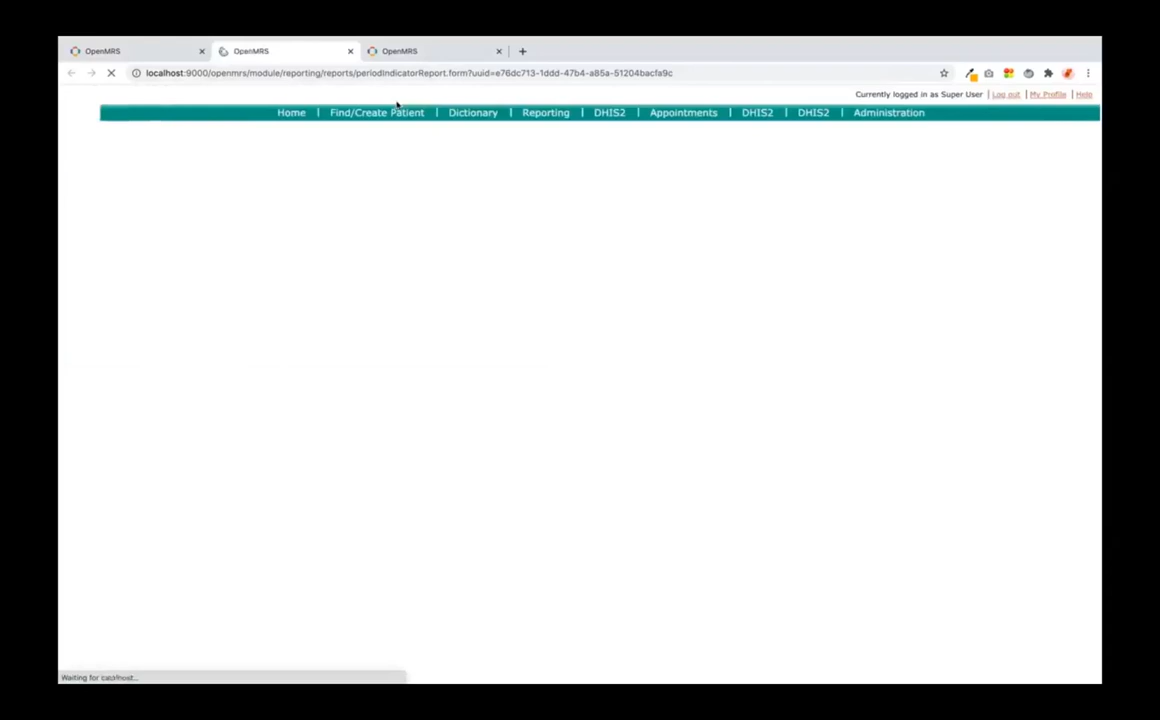 OpenMRS OpenMRS OpenMRS
localhost:9000/openmrs/module/reporting/reports/periodIndicatorReport.form?uuid=e76dc713-1ddd-47b4-a85a-51204bacfa9c
Currently logged in as Super User | Log out | My Profile | Help
Home | Find/Create Patient | Dictionary | Reporting | DHIS2 | Appointments | DHIS2 | DHIS2 | Administration
Waiting for